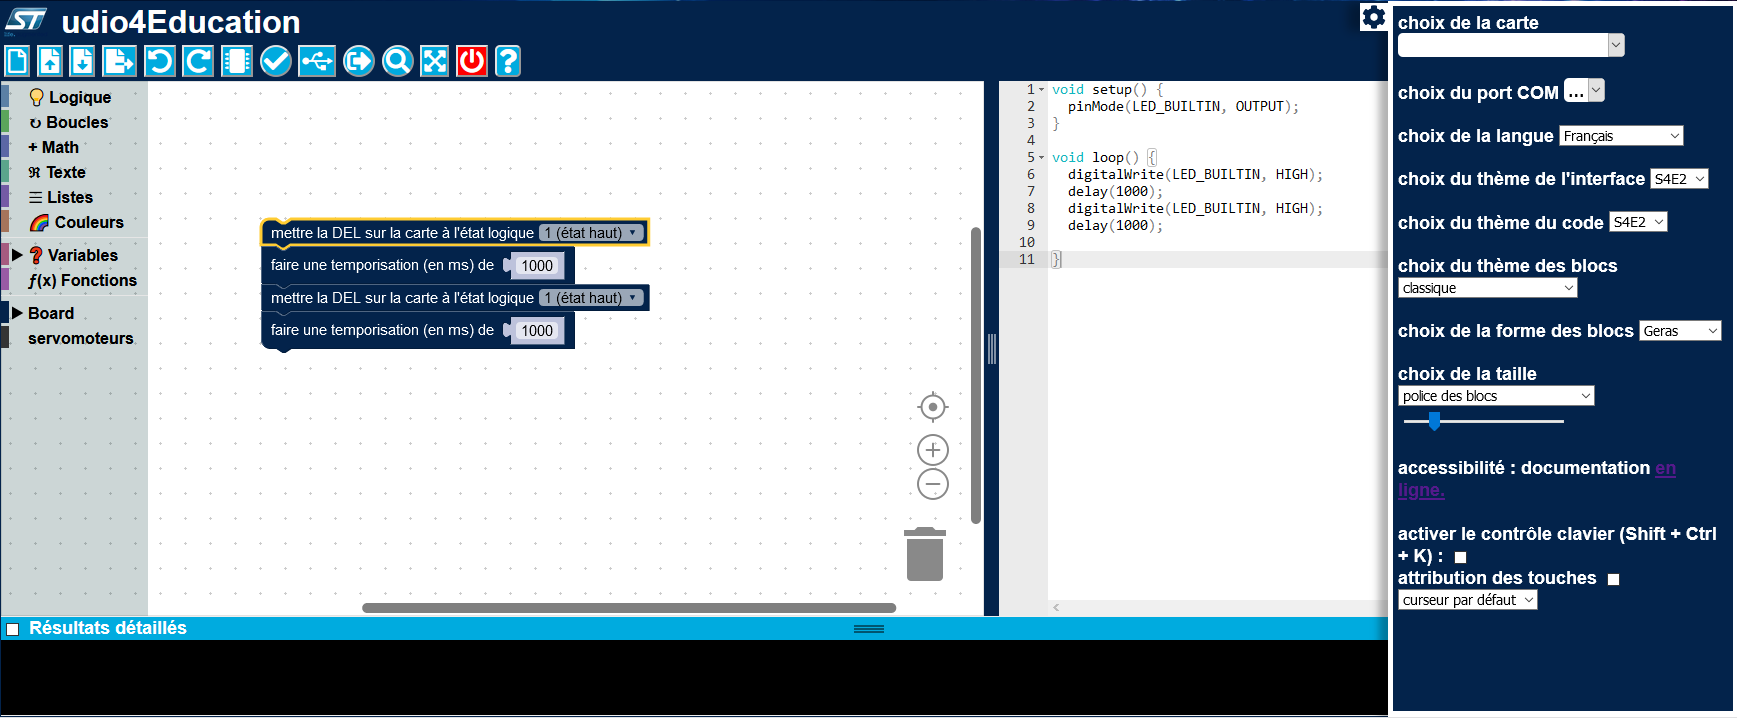 ST
udio4Education
Logique
Boucles
+ Math
Texte
Listes
Couleurs
Variables
ƒ(x) Fonctions
Board
servomoteurs
mettre la DEL sur la carte à l'état logique 1 (état haut)
faire une temporisation (en ms) de 1000
mettre la DEL sur la carte à l'état logique 1 (état haut)
faire une temporisation (en ms) de 1000
1 void setup() {
2 pinMode(LED_BUILTIN, OUTPUT);
3 }
4
5 void loop() {
6 digitalWrite(LED_BUILTIN, HIGH);
7 delay(1000);
8 digitalWrite(LED_BUILTIN, HIGH);
9 delay(1000);
10
11 }
choix de la carte
choix du port COM ...
choix de la langue Français
choix du thème de l'interface S4E2
choix du thème du code S4E2
choix du thème des blocs
classique
choix de la forme des blocs Geras
choix de la taille
police des blocs
accessibilité : documentation en
ligne.
activer le contrôle clavier (Shift + Ctrl
+ K) :
attribution des touches
curseur par défaut
Résultats détaillés